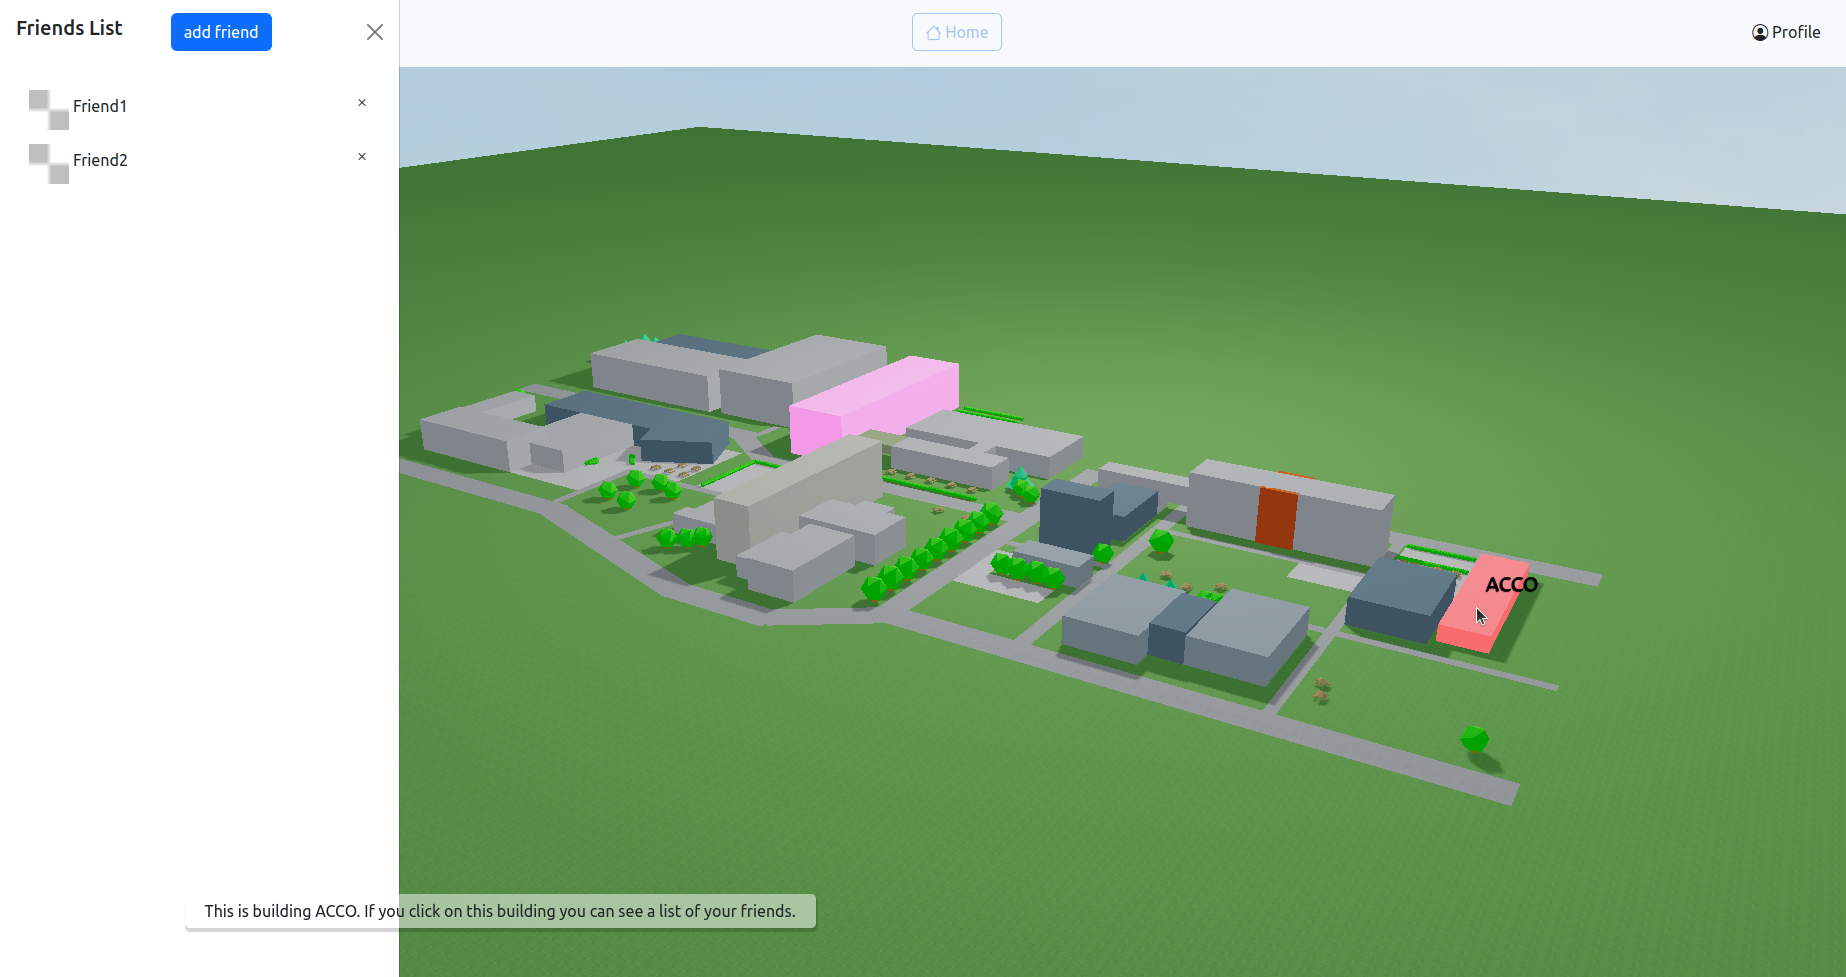 Friends List
add friend
Home
Profile
Friend1
Friend2
ACCO
This is building ACCO. If you click on this building you can see a list of your friends.